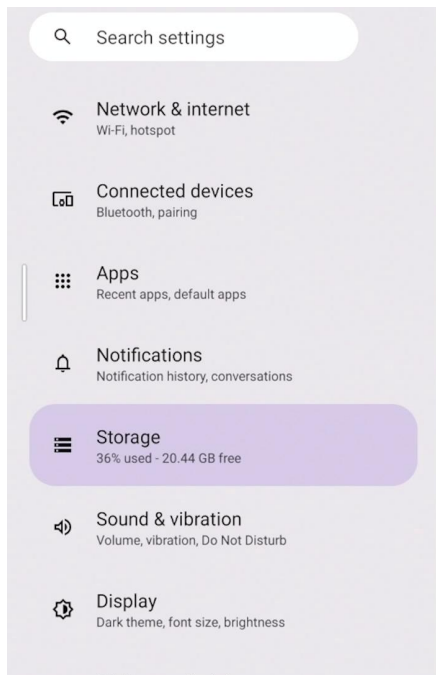 Search settings
Network & internet
Wi-Fi, hotspot
Connected devices
Bluetooth, pairing
Apps
Recent apps, default apps
Notifications
Notification history, conversations
Storage
36% used - 20.44 GB free
Sound & vibration
Volume, vibration, Do Not Disturb
Display
Dark theme, font size, brightness